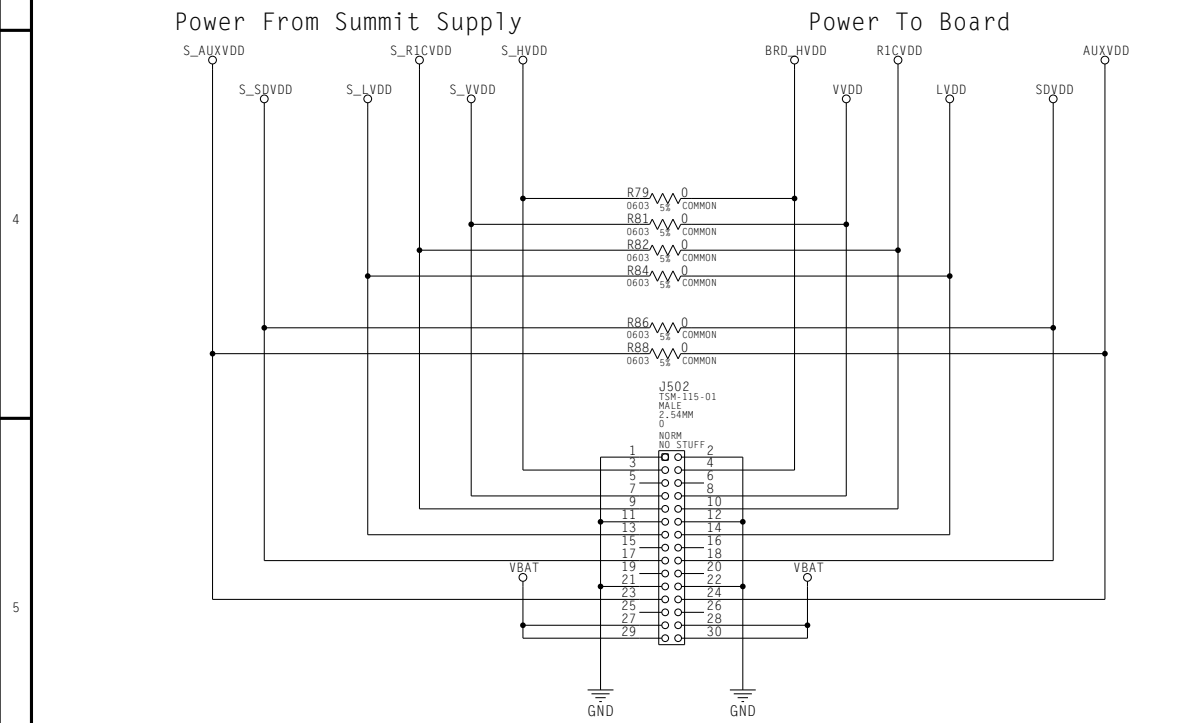 Power From Summit Supply
Power To Board
S_AUXVDD
S_R1CVDD
S_HVDD
BRD_HVDD
R1CVDD
AUXVDD
S_SDVDD
S_LVDD
S_VVDD
VVDD
LVDD
SDVDD
4
R79 0
0603 5% COMMON
R81 0
0603 5% COMMON
R82 0
0603 5% COMMON
R84 0
0603 5% COMMON
R86 0
0603 5% COMMON
R88 0
0603 5% COMMON
J502
TSM-115-01
MALE
2.54MM
0
NORM
NO STUFF
1 2
3 4
5 6
7 8
9 10
11 12
13 14
15 16
17 18
19 20
21 22
23 24
25 26
27 28
29 30
VBAT
VBAT
5
GND
GND